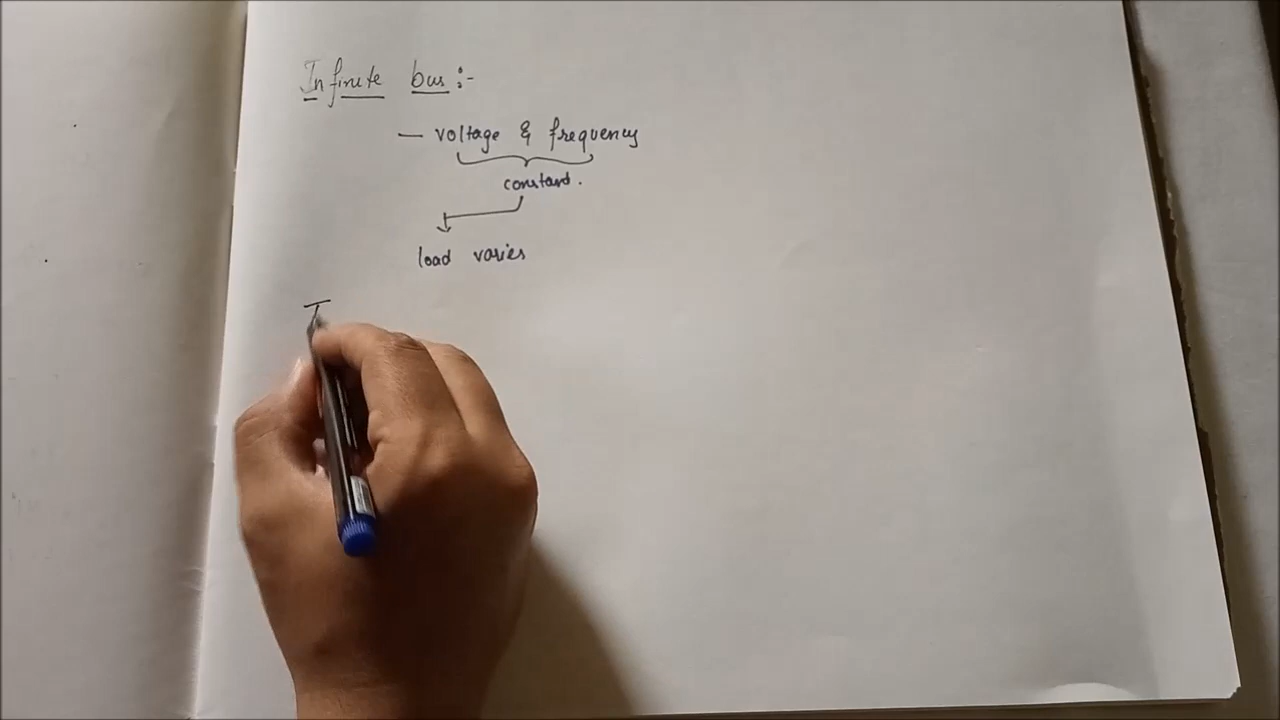 Infinite bus :-
— voltage & frequency
constant.
load varies